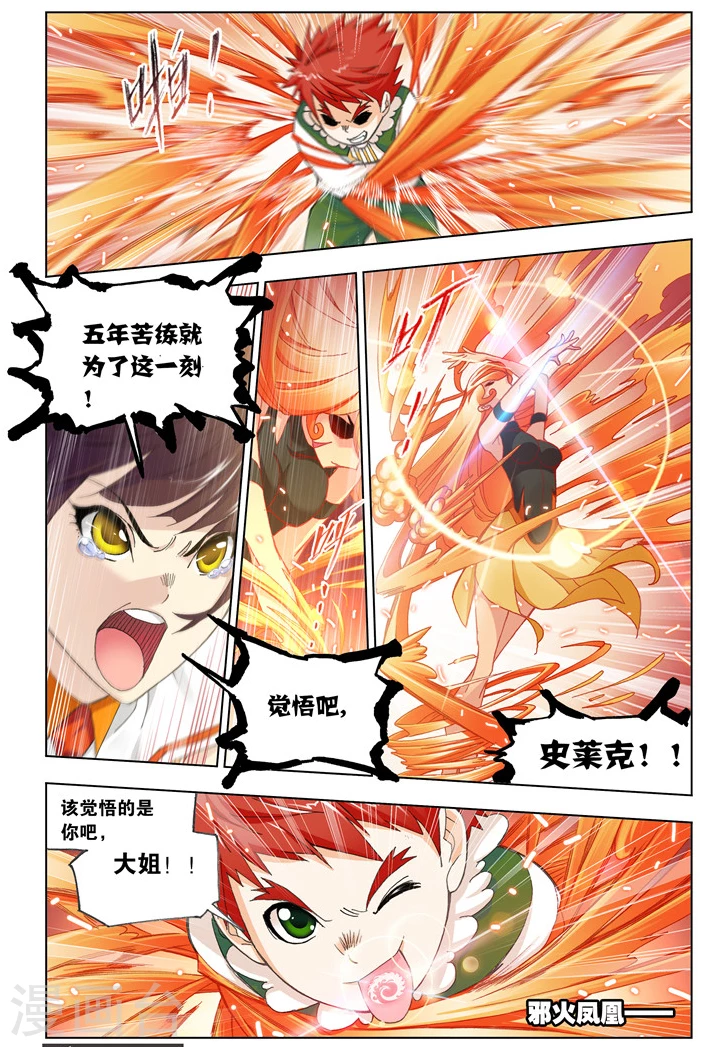 啪！
五年苦练就
为了这一刻
！
觉悟吧，
史莱克！！
该觉悟的是
你吧，
大姐！！
邪火凤凰——
漫画台